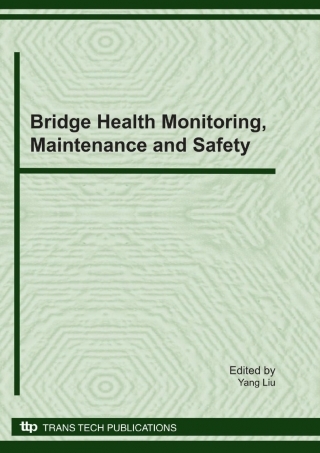 Bridge Health Monitoring,
Maintenance and Safety
Edited by
Yang Liu
ttp TRANS TECH PUBLICATIONS